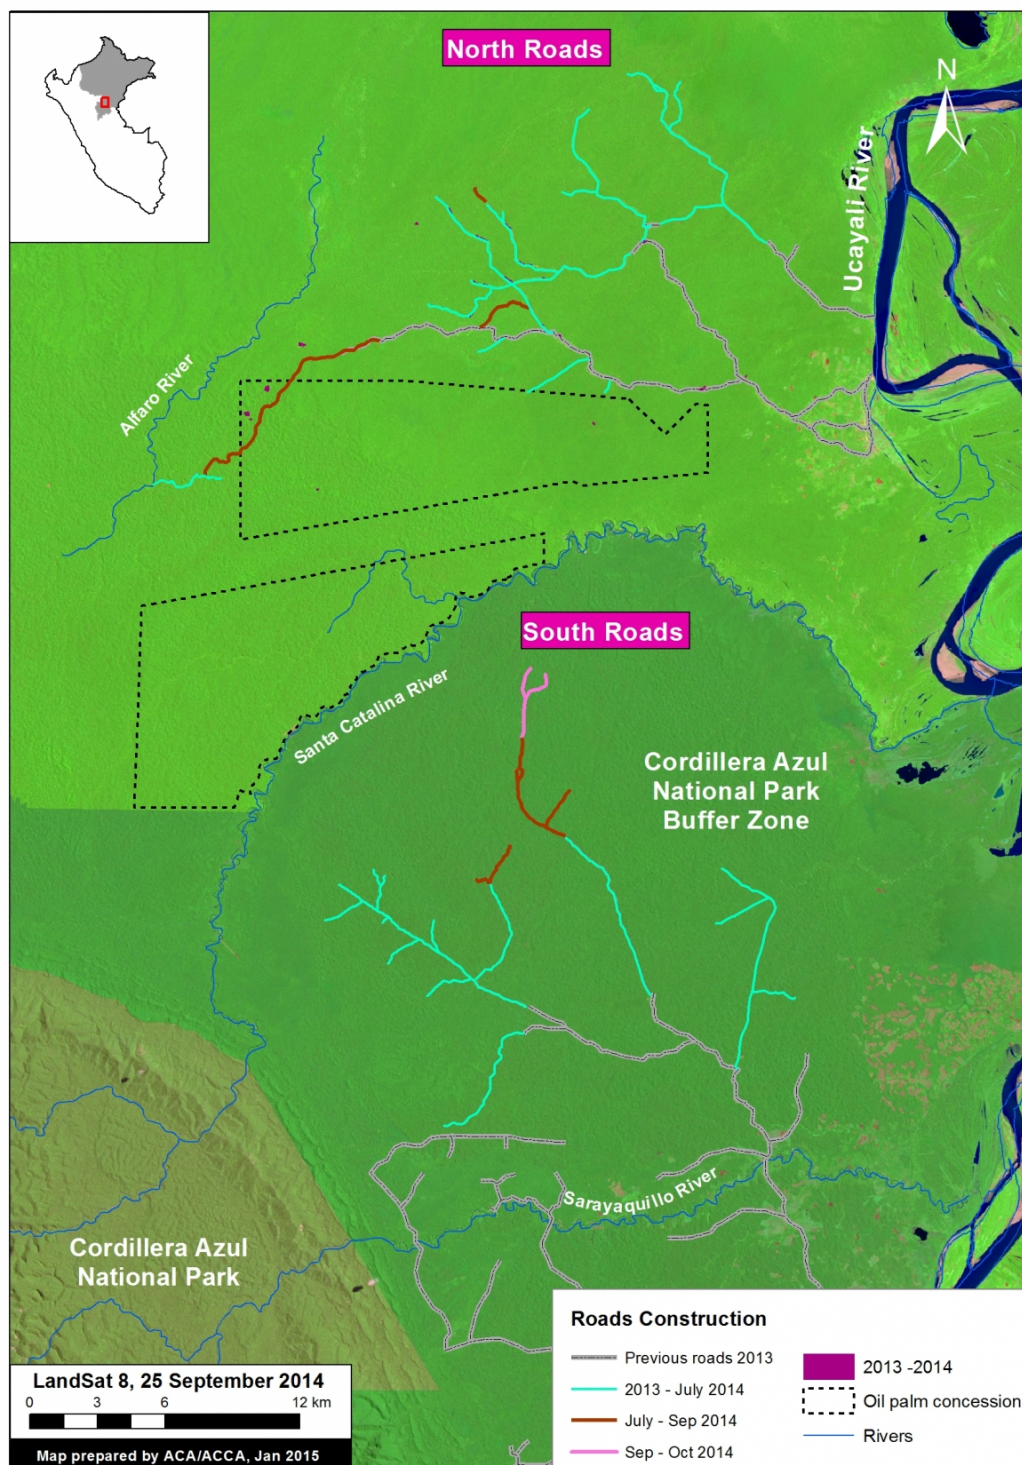 North Roads
N
Ucayali River
Alfaro River
South Roads
Santa Catalina River
Cordillera Azul
National Park
Buffer Zone
Sarayaquillo River
Cordillera Azul
National Park
LandSat 8, 25 September 2014
0 3 6 12 km
Map prepared by ACA/ACCA, Jan 2015
Roads Construction
Previous roads 2013
2013 - July 2014
July - Sep 2014
Sep - Oct 2014
2013 -2014
Oil palm concession
Rivers